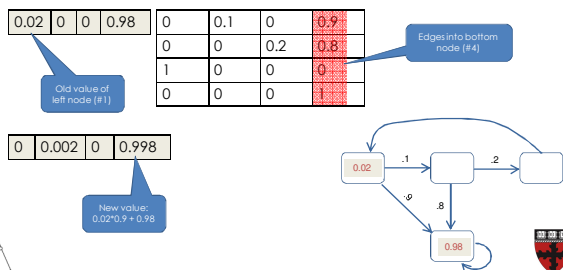 0.02 0 0 0.98
0 0.1 0 0.9
0 0 0.2 0.8
1 0 0 0
0 0 0 1
Edges into bottom
node (#4)
Old value of
left node (#1)
0 0.002 0 0.998
New value:
0.02*0.9 + 0.98
0.02
.1
.2
.9
.8
0.98